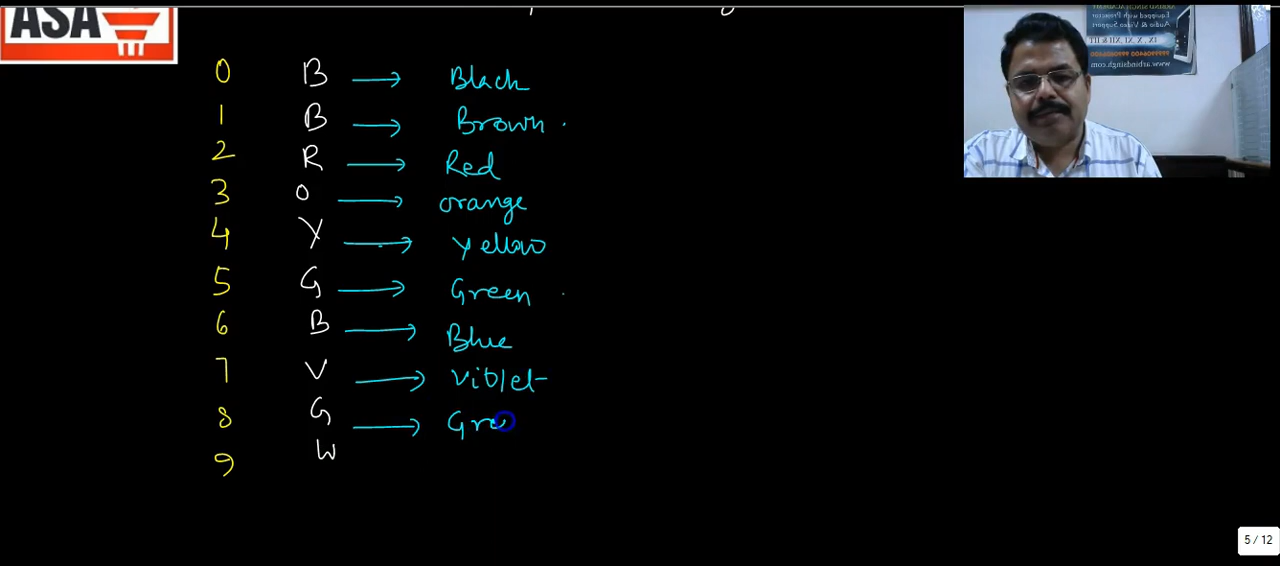 ASA
0 B → Black
1 B → Brown.
2 R → Red
3 O → orange
4 Y → yellow
5 G → Green
6 B → Blue
7 V → Violet
8 G → Gre
9 W
5 / 12